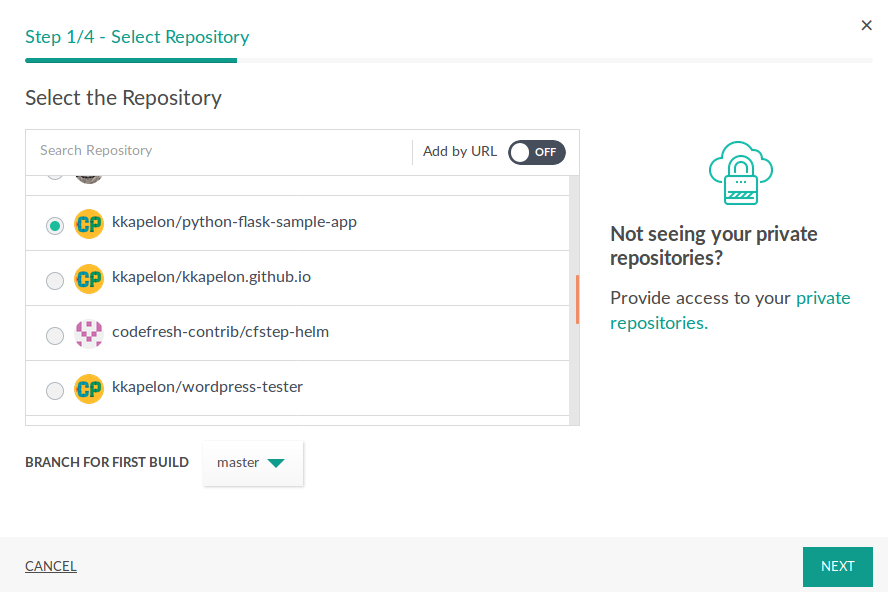 Step 1/4 - Select Repository
×
Select the Repository
Search Repository
Add by URL
OFF
CP kkapelon/python-flask-sample-app
CP kkapelon/kkapelon.github.io
codefresh-contrib/cfstep-helm
CP kkapelon/wordpress-tester
Not seeing your private
repositories?
Provide access to your private
repositories.
BRANCH FOR FIRST BUILD
master
CANCEL
NEXT